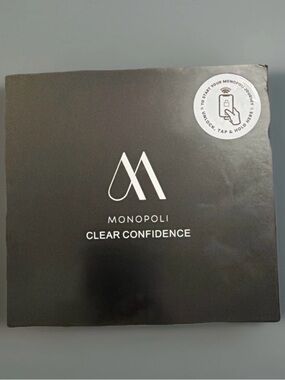 TO START YOUR MONOPOLI JOURNEY
UNLOCK, TAP & HOLD HERE
MONOPOLI
CLEAR CONFIDENCE